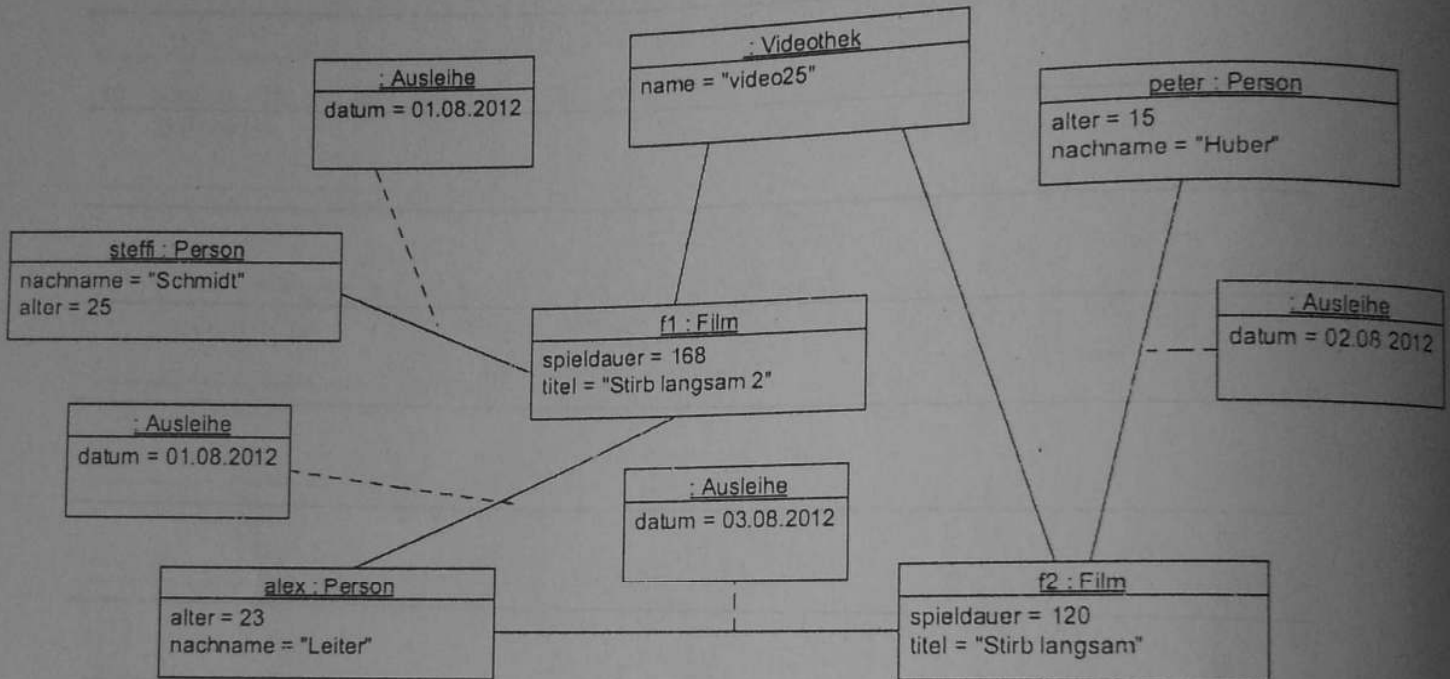 : Videothek
name = "video25"
: Ausleihe
datum = 01.08.2012
peter : Person
alter = 15
nachname = "Huber"
steffi : Person
nachname = "Schmidt"
alter = 25
f1 : Film
spieldauer = 168
titel = "Stirb langsam 2"
: Ausleihe
datum = 02.08 2012
: Ausleihe
datum = 01.08.2012
: Ausleihe
datum = 03.08.2012
alex : Person
alter = 23
nachname = "Leiter"
f2 : Film
spieldauer = 120
titel = "Stirb langsam"